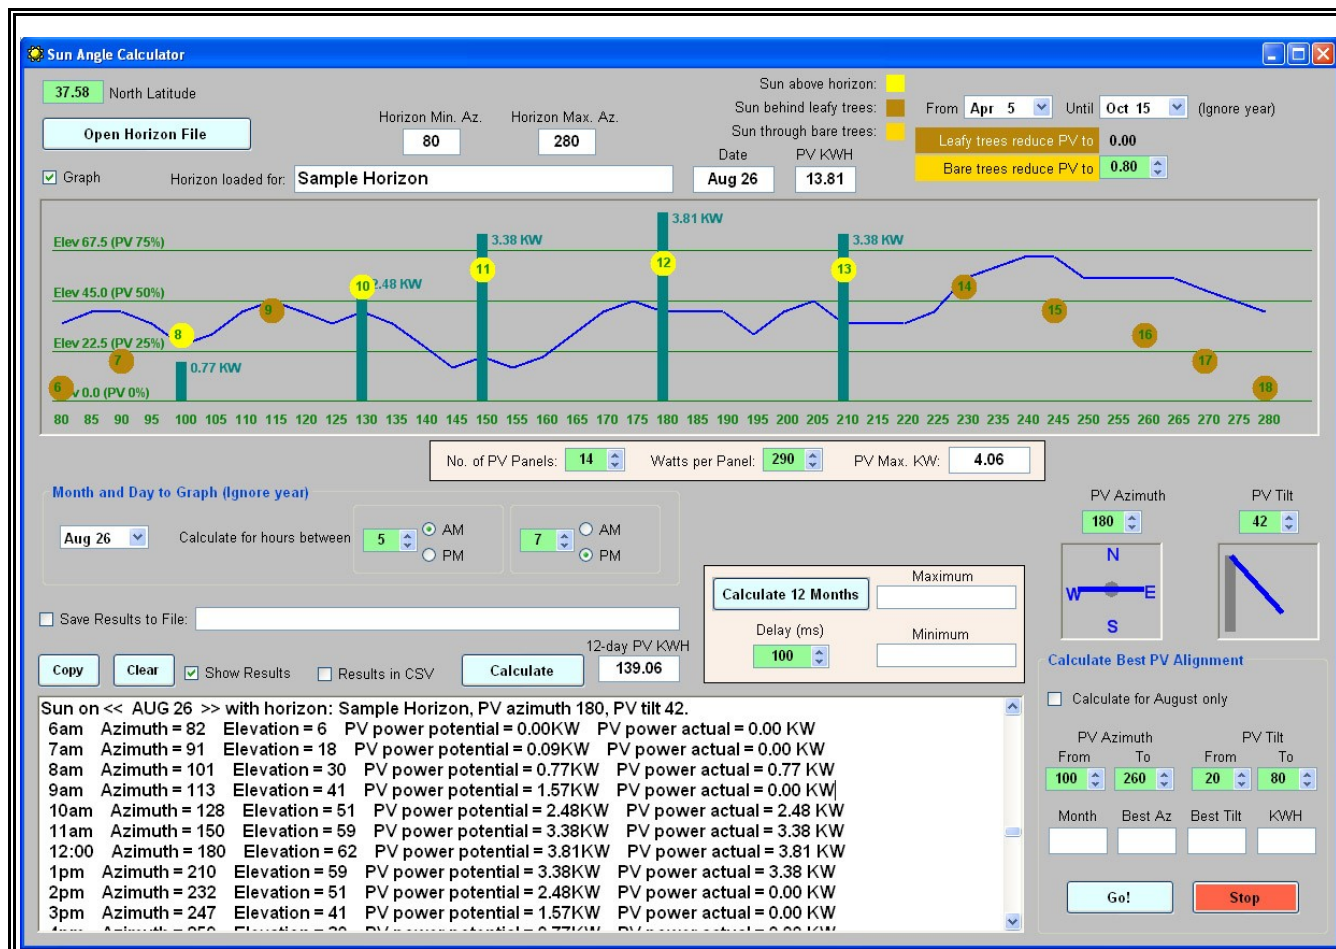 Sun Angle Calculator
37.58 North Latitude
Open Horizon File
Horizon Min. Az. Horizon Max. Az.
80 280
Sun above horizon:
Sun behind leafy trees:
Sun through bare trees:
From Apr 5 Until Oct 15 (Ignore year)
Leafy trees reduce PV to 0.00
Bare trees reduce PV to 0.80
Date PV KWH
Graph Horizon loaded for: Sample Horizon Aug 26 13.81
3.81 KW
Elev 67.5 (PV 75%) 3.38 KW 3.38 KW
12
11 13
10 2.48 KW 14
Elev 45.0 (PV 50%)
9 15
8 16
Elev 22.5 (PV 25%)
7 0.77 KW 17
6 v 0.0 (PV 0%) 18
80 85 90 95 100 105 110 115 120 125 130 135 140 145 150 155 160 165 170 175 180 185 190 195 200 205 210 215 220 225 230 235 240 245 250 255 260 265 270 275 280
No. of PV Panels: 14 Watts per Panel: 290 PV Max. KW: 4.06
Month and Day to Graph (Ignore year)
Aug 26 Calculate for hours between 5 AM PM 7 AM PM
PV Azimuth PV Tilt
180 42
N
W E
S
Calculate 12 Months Maximum
Delay (ms) Minimum
100
Save Results to File:
12-day PV KWH
Copy Clear Show Results Results in CSV Calculate 139.06
Sun on << AUG 26 >> with horizon: Sample Horizon, PV azimuth 180, PV tilt 42.
6am Azimuth = 82 Elevation = 6 PV power potential = 0.00KW PV power actual = 0.00 KW
7am Azimuth = 91 Elevation = 18 PV power potential = 0.09KW PV power actual = 0.00 KW
8am Azimuth = 101 Elevation = 30 PV power potential = 0.77KW PV power actual = 0.77 KW
9am Azimuth = 113 Elevation = 41 PV power potential = 1.57KW PV power actual = 0.00 KW
10am Azimuth = 128 Elevation = 51 PV power potential = 2.48KW PV power actual = 2.48 KW
11am Azimuth = 150 Elevation = 59 PV power potential = 3.38KW PV power actual = 3.38 KW
12:00 Azimuth = 180 Elevation = 62 PV power potential = 3.81KW PV power actual = 3.81 KW
1pm Azimuth = 210 Elevation = 59 PV power potential = 3.38KW PV power actual = 3.38 KW
2pm Azimuth = 232 Elevation = 51 PV power potential = 2.48KW PV power actual = 0.00 KW
3pm Azimuth = 247 Elevation = 41 PV power potential = 1.57KW PV power actual = 0.00 KW
Calculate Best PV Alignment
Calculate for August only
PV Azimuth PV Tilt
From To From To
100 260 20 80
Month Best Az Best Tilt KWH
Go! Stop